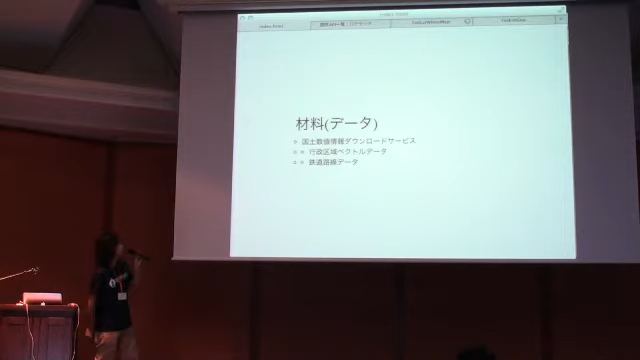 材料(データ)
国土数値情報ダウンロードサービス
行政区域ベクトルデータ
鉄道路線データ